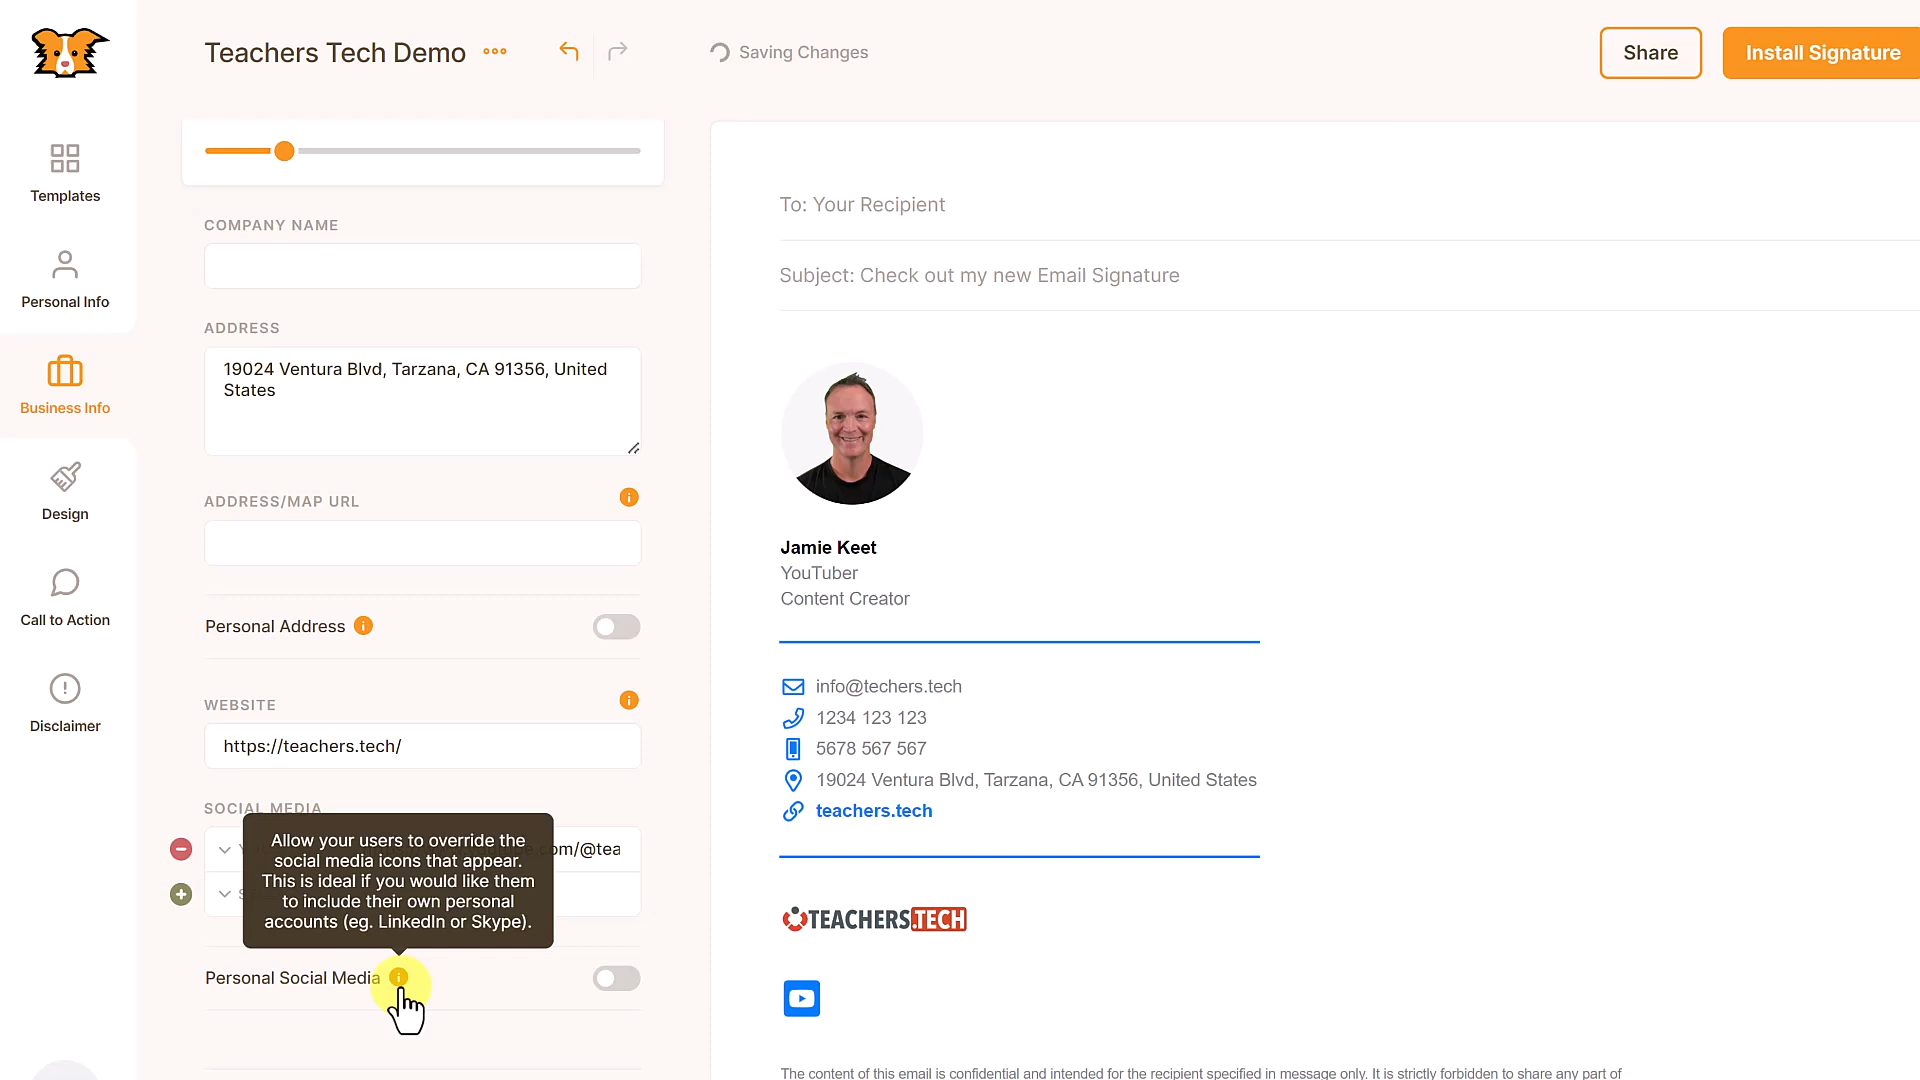 Teachers Tech Demo
Saving Changes
Share
Install Signature
Templates
Personal Info
Business Info
Design
Call to Action
Disclaimer
COMPANY NAME
ADDRESS
19024 Ventura Blvd, Tarzana, CA 91356, United
States
ADDRESS/MAP URL
Personal Address
WEBSITE
https://teachers.tech/
SOCIAL MEDIA
.com/@tea
Allow your users to override the
social media icons that appear.
This is ideal if you would like them
to include their own personal
accounts (eg. LinkedIn or Skype).
Personal Social Media
To: Your Recipient
Subject: Check out my new Email Signature
Jamie Keet
YouTuber
Content Creator
info@techers.tech
1234 123 123
5678 567 567
19024 Ventura Blvd, Tarzana, CA 91356, United States
teachers.tech
TEACHERS.TECH
The content of this email is confidential and intended for the recipient specified in message only. It is strictly forbidden to share any part of